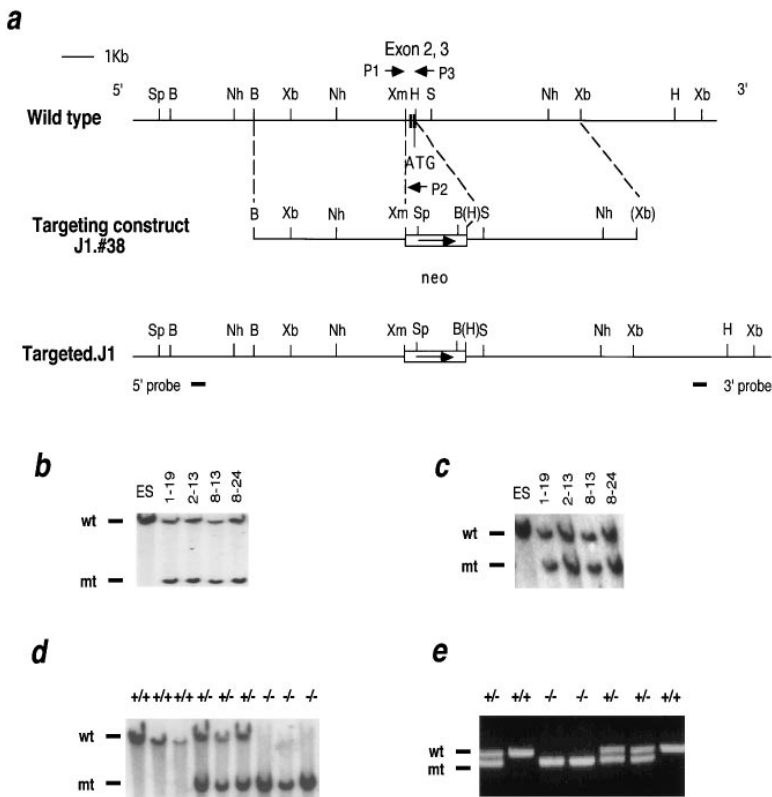 a
Exon 2, 3
1Kb
P1 P3
5' 3'
Sp B Nh B Xb Nh Xm H S Nh Xb H Xb
Wild type
ATG
P2
Targeting construct
J1.#38
B Xb Nh Xm Sp B(H)S Nh (Xb)
neo
Sp B Nh B Xb Nh Xm Sp B(H)S Nh Xb H Xb
Targeted.J1
5' probe 3' probe
b
ES 1-19 2-13 8-13 8-24
wt
mt
c
ES 1-19 2-13 8-13 8-24
wt
mt
d
+/+ +/+ +/+ +/- +/- +/- -/- -/- -/-
wt
mt
e
+/- +/+ -/- -/- +/- +/- +/+
wt
mt